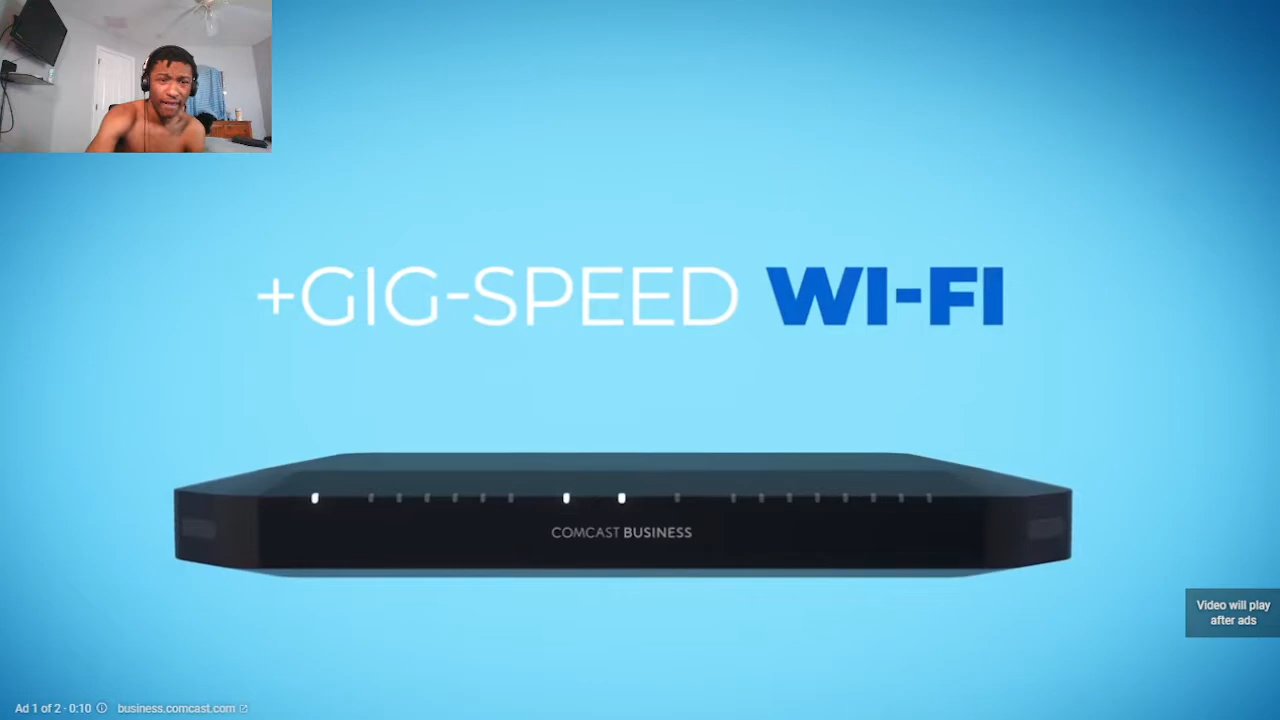 +GIG-SPEED WI-FI
COMCAST BUSINESS
Video will play
after ads
Ad 1 of 2 · 0:10 business.comcast.com